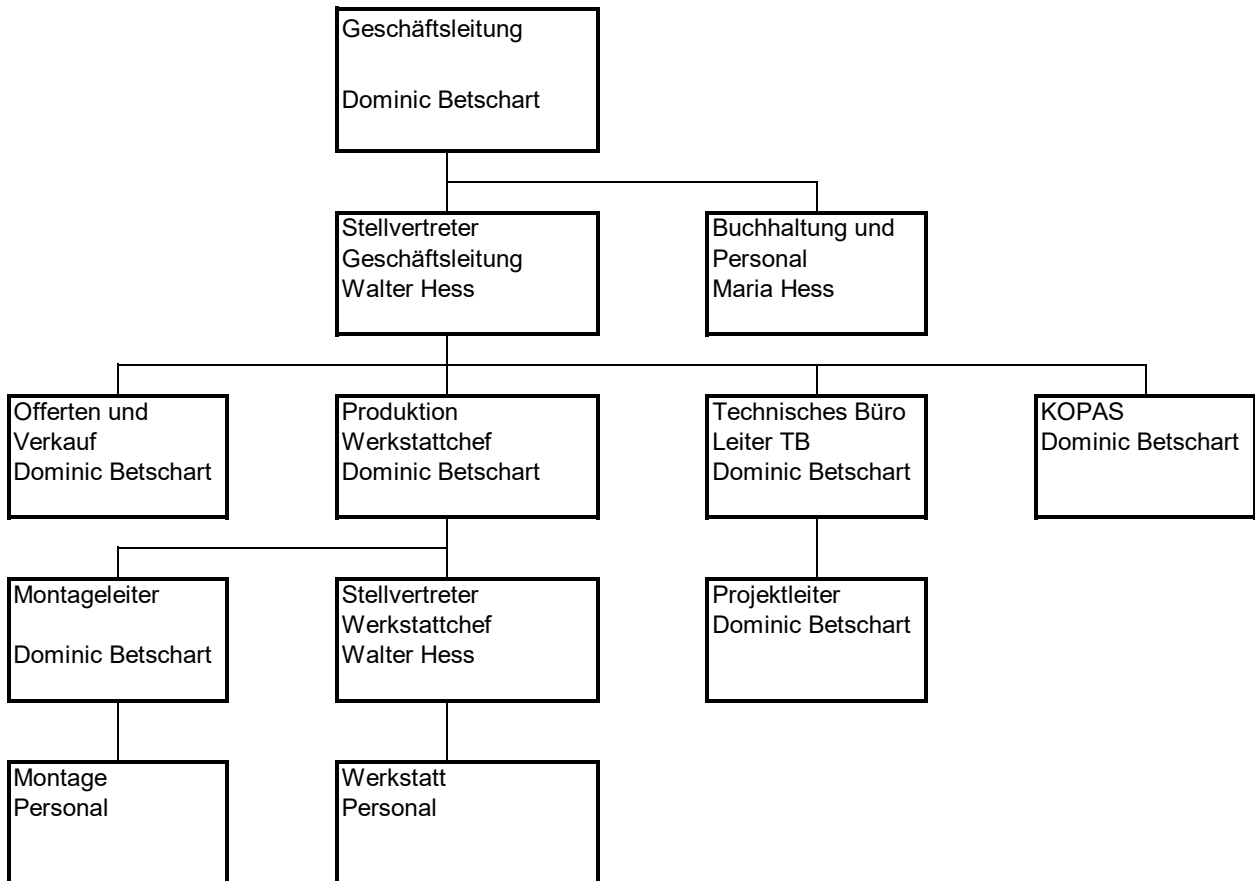 Geschäftsleitung
Dominic Betschart
Stellvertreter
Geschäftsleitung
Walter Hess
Buchhaltung und
Personal
Maria Hess
Offerten und
Verkauf
Dominic Betschart
Produktion
Werkstattchef
Dominic Betschart
Technisches Büro
Leiter TB
Dominic Betschart
KOPAS
Dominic Betschart
Montageleiter
Dominic Betschart
Stellvertreter
Werkstattchef
Walter Hess
Projektleiter
Dominic Betschart
Montage
Personal
Werkstatt
Personal